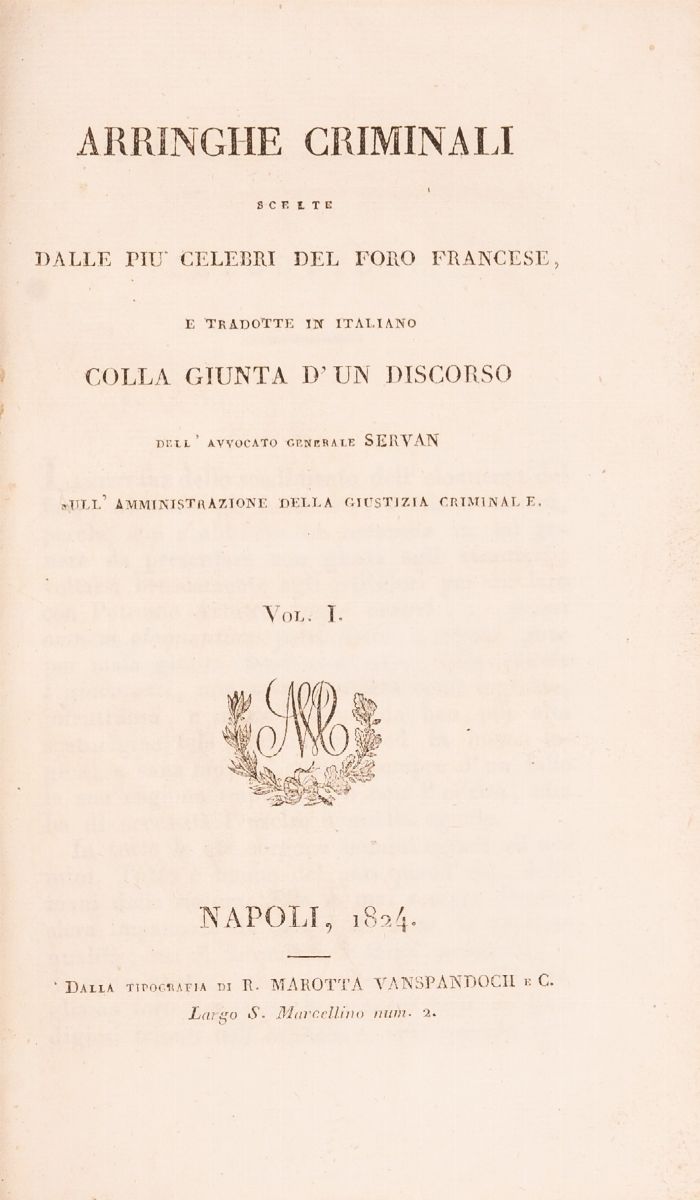 ARRINGHE CRIMINALI
SCELTE
DALLE PIU' CELEBRI DEL FORO FRANCESE,
E TRADOTTE IN ITALIANO
COLLA GIUNTA D'UN DISCORSO
DELL' AVVOCATO GENERALE SERVAN
SULL' AMMINISTRAZIONE DELLA GIUSTIZIA CRIMINALE.
VOL. I.
NAPOLI, 1824.
DALLA TIPOGRAFIA DI R. MAROTTA VANSPANDOCH E C.
Largo S. Marcellino num. 2.